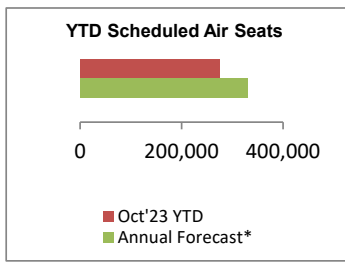 YTD Scheduled Air Seats
0 200,000 400,000
Oct'23 YTD
Annual Forecast*